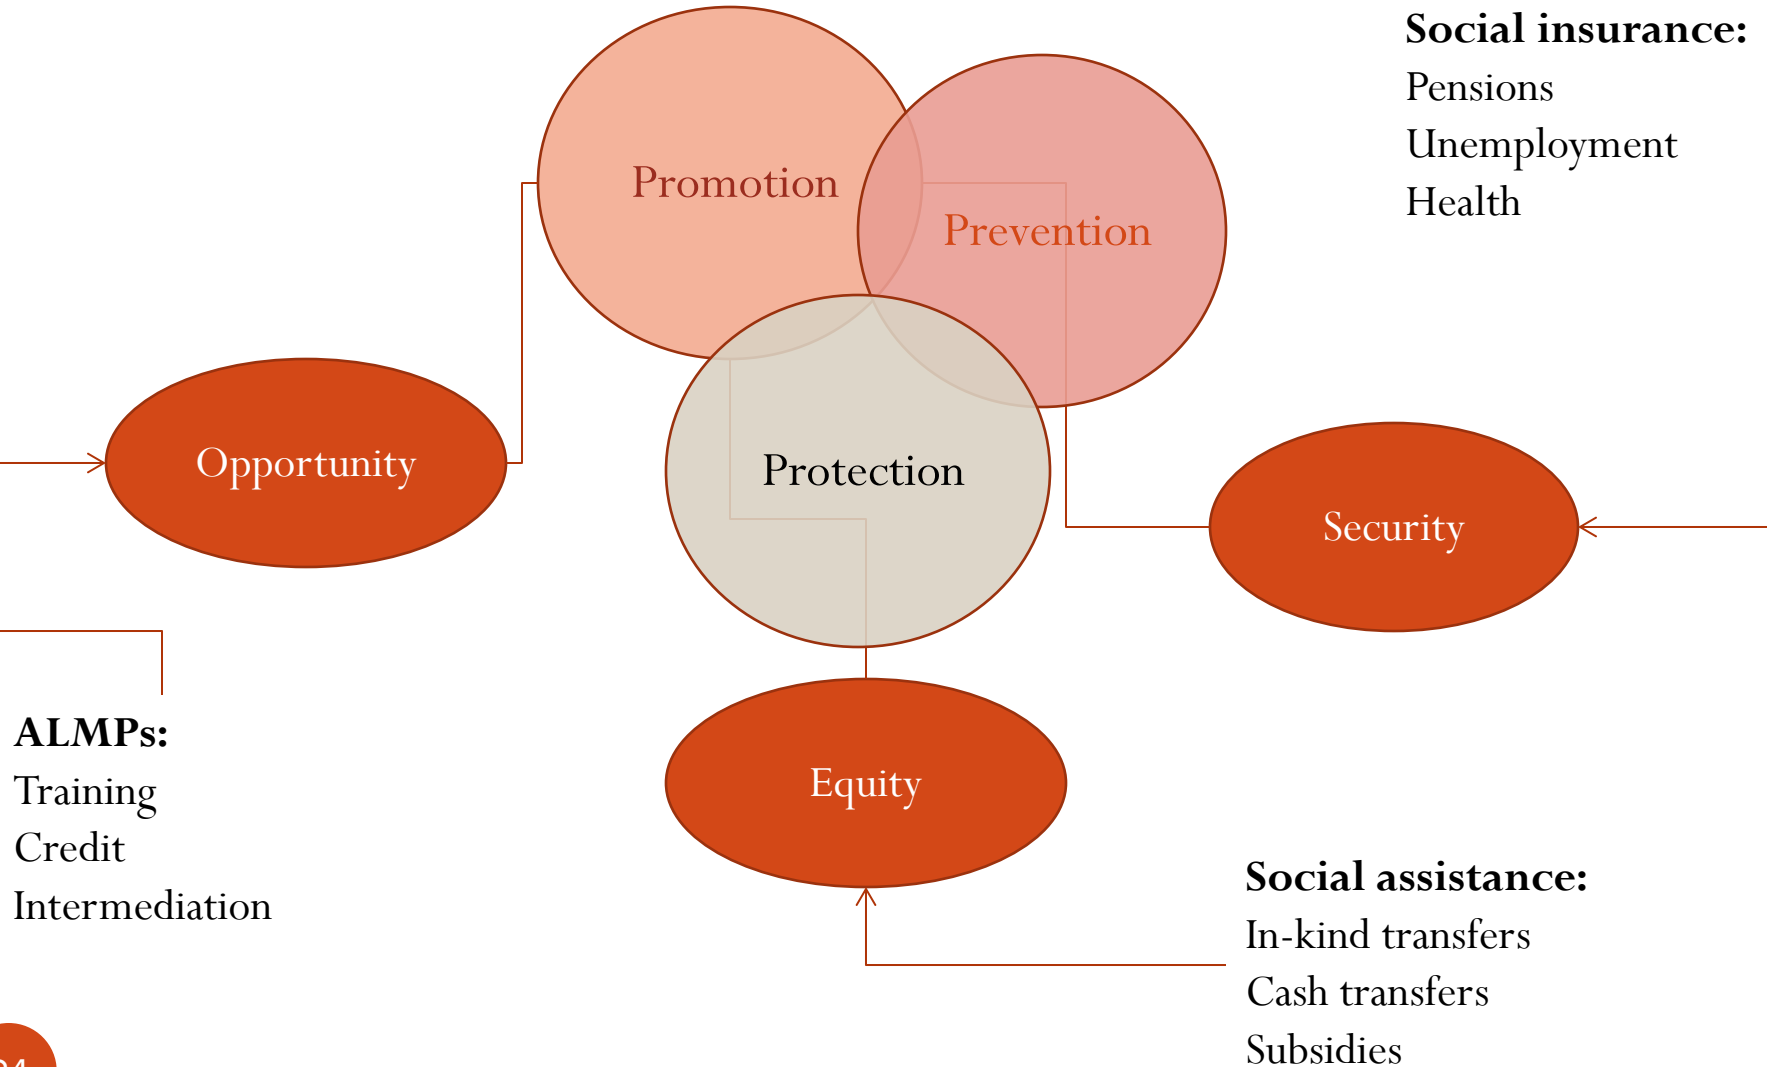 Social insurance:
Pensions
Unemployment
Health
Promotion
Prevention
Opportunity
Protection
Security
ALMPs:
Training
Credit
Intermediation
Equity
Social assistance:
In-kind transfers
Cash transfers
Subsidies